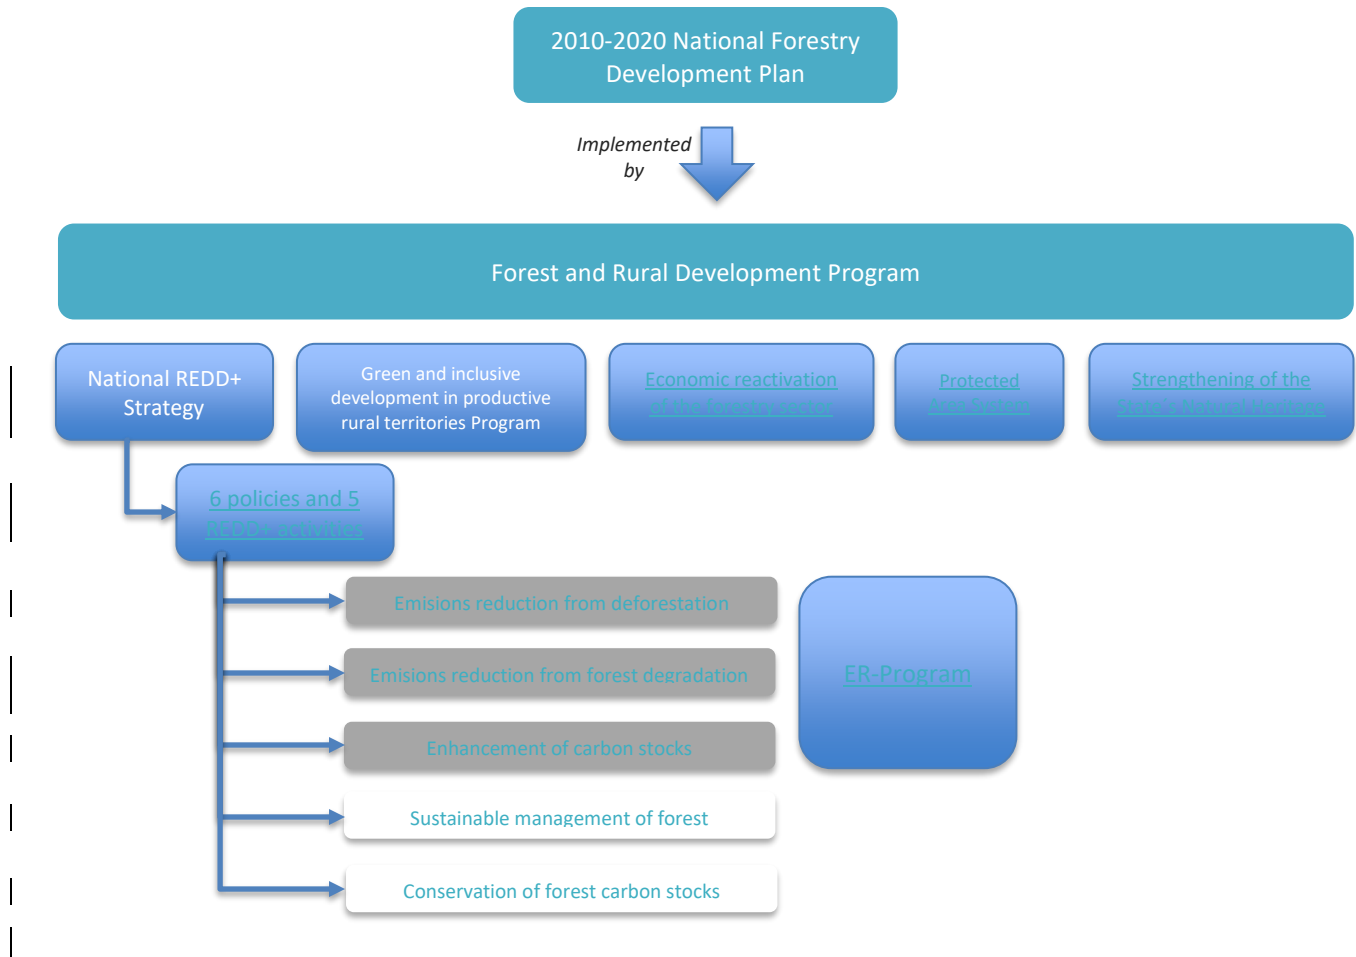 2010-2020 National Forestry
Development Plan
Implemented
by
Forest and Rural Development Program
National REDD+
Strategy
Green and inclusive
development in productive
rural territories Program
Economic reactivation
of the forestry sector
Protected
Area System
Strengthening of the
State's Natural Heritage
6 policies and 5
REDD+ activities
Emisions reduction from deforestation
Emisions reduction from forest degradation
Enhancement of carbon stocks
Sustainable management of forest
Conservation of forest carbon stocks
ER-Program